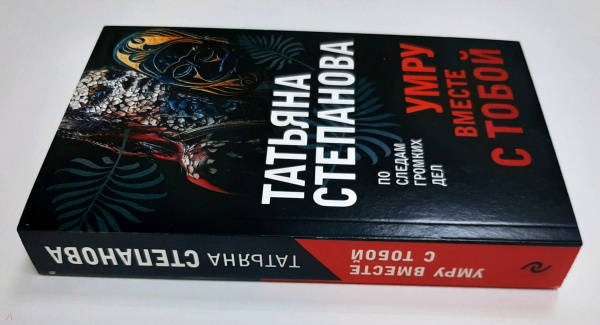 ТАТЬЯНА
СТЕПАНОВА
ПО
СЛЕДАМ
ГРОМКИХ
ДЕЛ
УМРУ
ВМЕСТЕ
С ТОБОЙ
ТАТЬЯНА СТЕПАНОВА
УМРУ ВМЕСТЕ
С ТОБОЙ